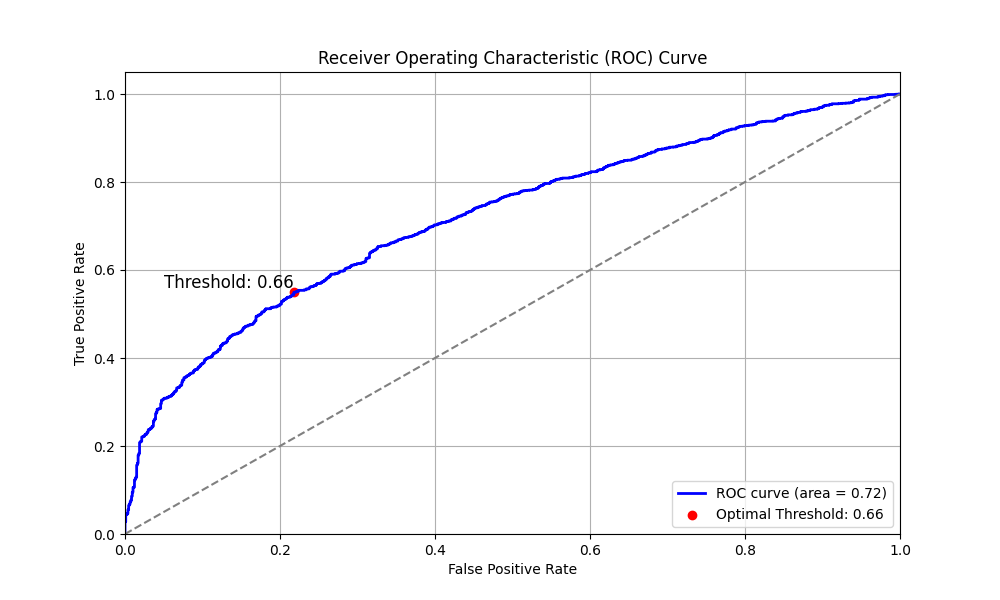 Receiver Operating Characteristic (ROC) Curve
True Positive Rate
1.0
0.8
0.6
0.4
0.2
0.0
Threshold: 0.66
ROC curve (area = 0.72)
Optimal Threshold: 0.66
0.0 0.2 0.4 0.6 0.8 1.0
False Positive Rate